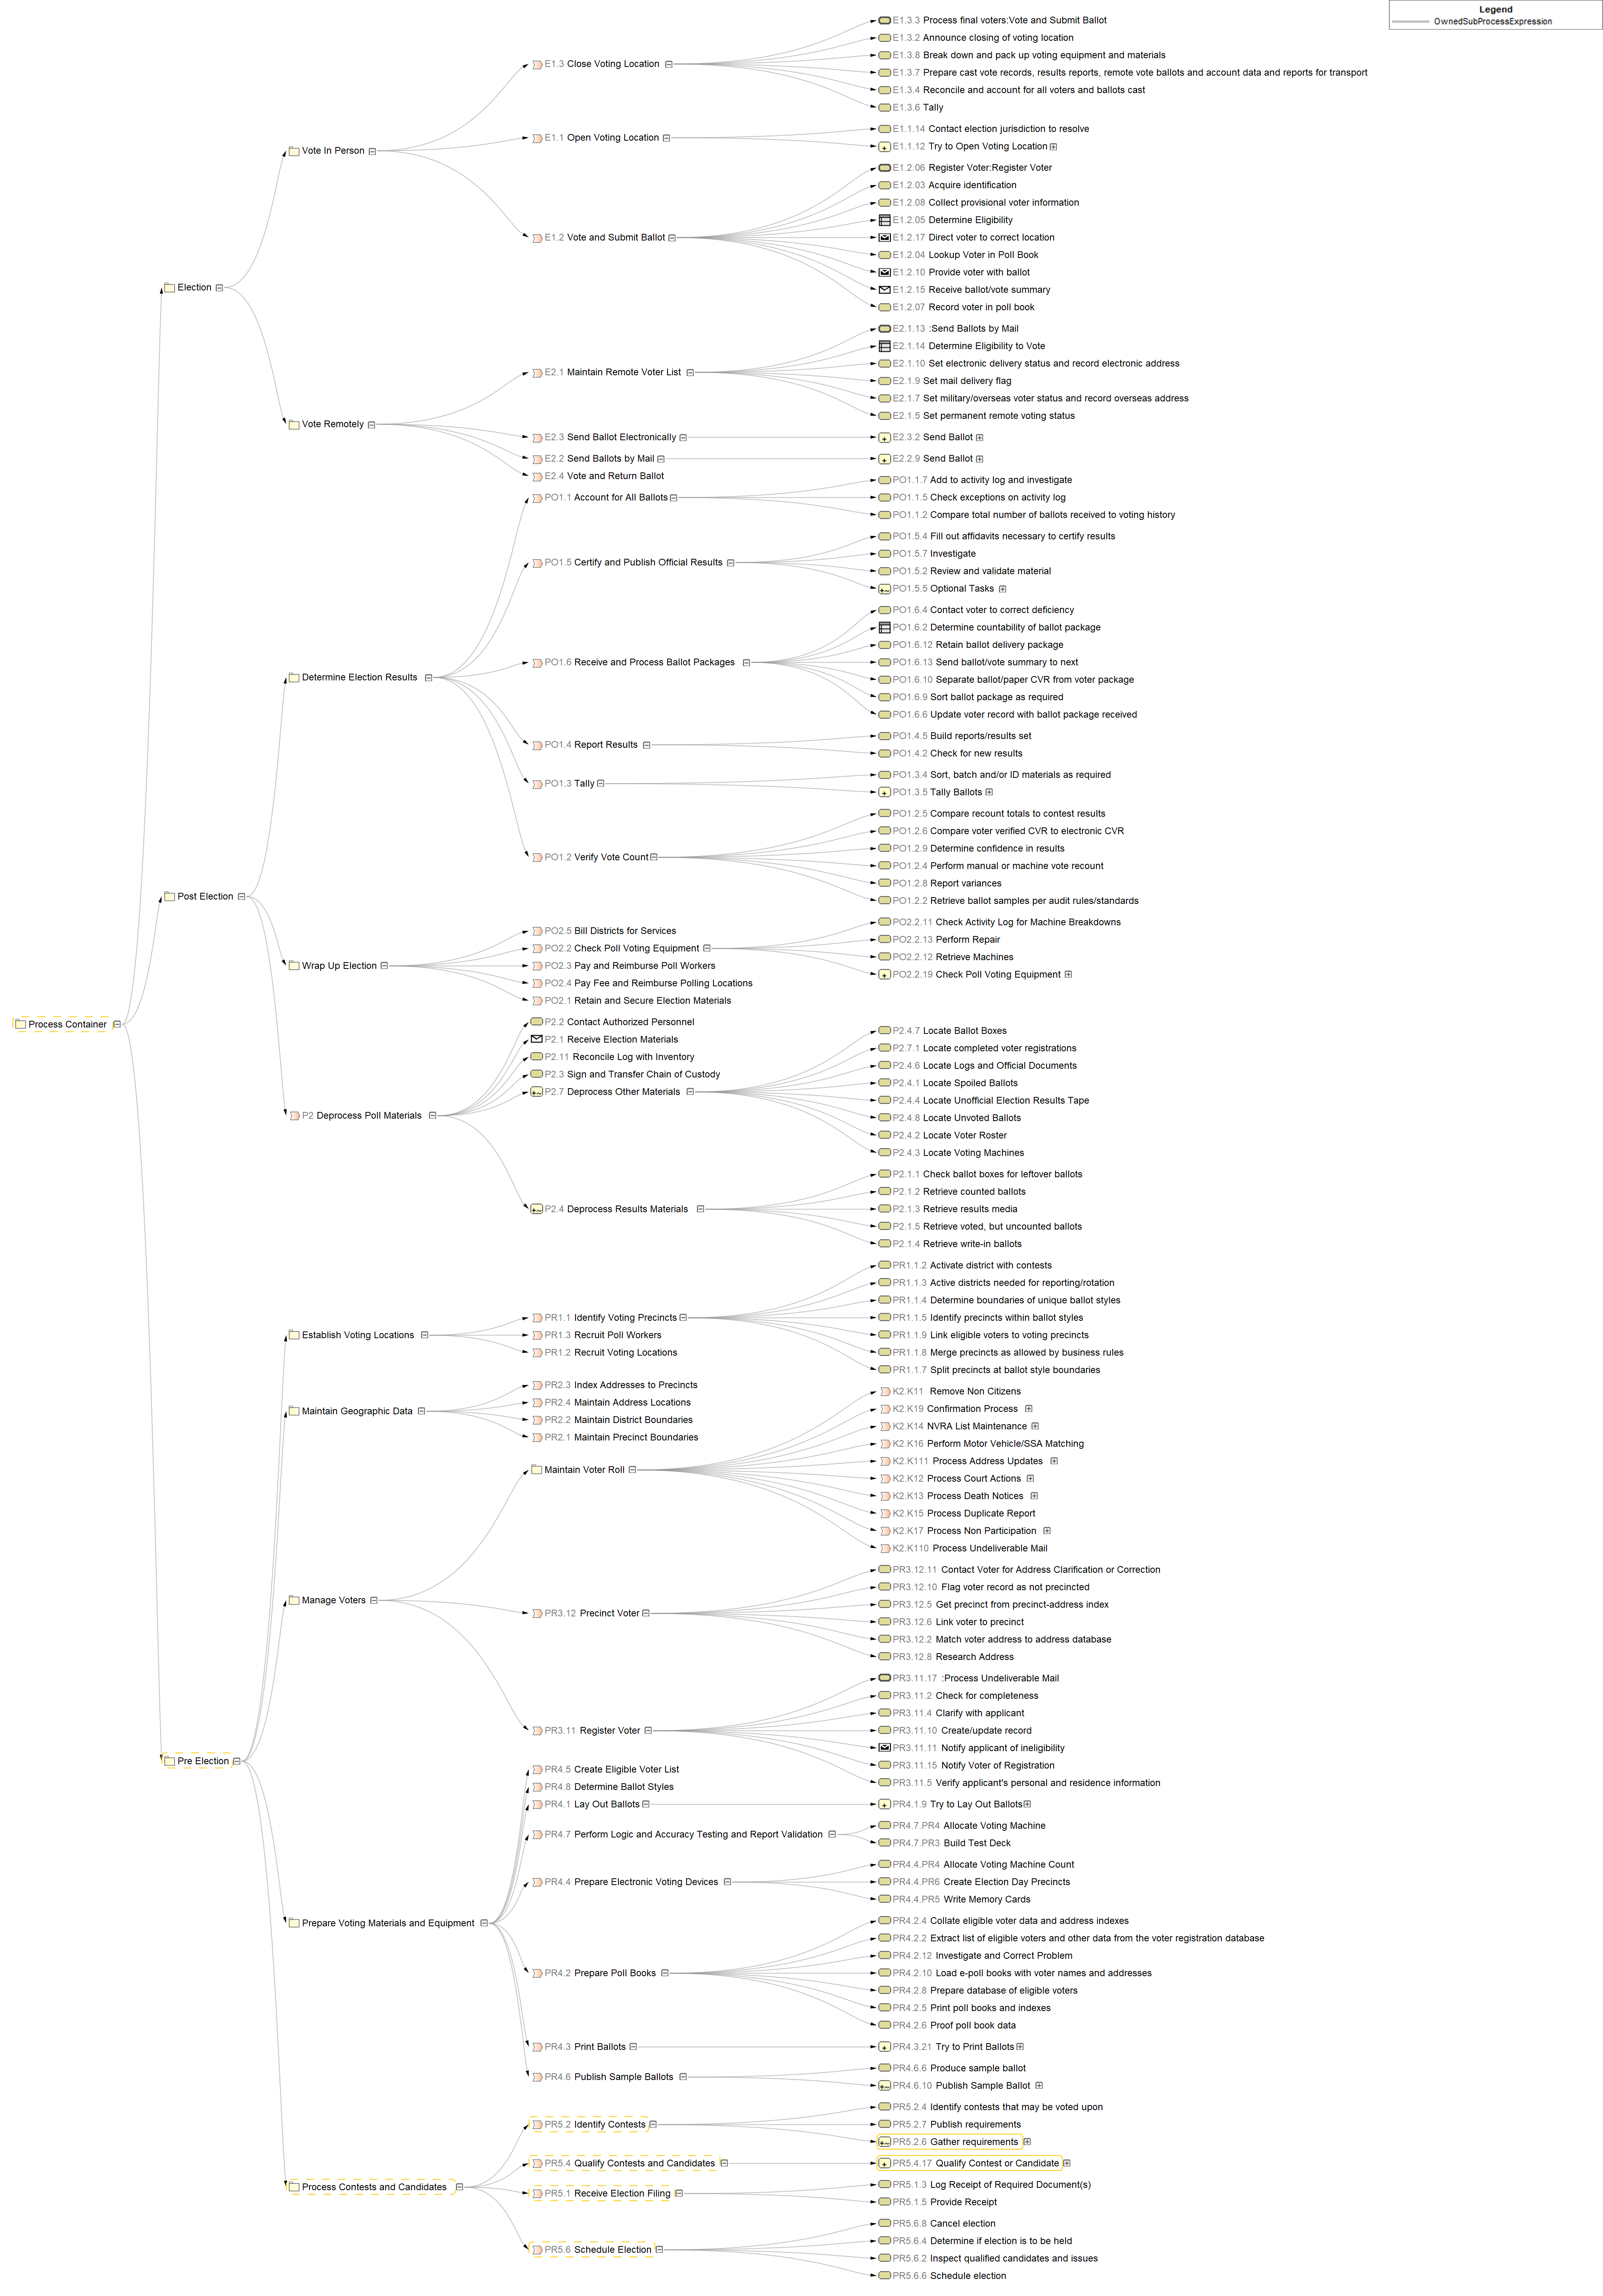 Legend
OwnedSubProcessExpression
Process Container
Election
Vote In Person
E1.3 Close Voting Location
E1.3.3 Process final voters:Vote and Submit Ballot
E1.3.2 Announce closing of voting location
E1.3.8 Break down and pack up voting equipment and materials
E1.3.7 Prepare cast vote records, results reports, remote vote ballots and account data and reports for transport
E1.3.4 Reconcile and account for all voters and ballots cast
E1.3.6 Tally
E1.1 Open Voting Location
E1.1.14 Contact election jurisdiction to resolve
E1.1.12 Try to Open Voting Location
E1.2 Vote and Submit Ballot
E1.2.06 Register Voter:Register Voter
E1.2.03 Acquire identification
E1.2.08 Collect provisional voter information
E1.2.05 Determine Eligibility
E1.2.17 Direct voter to correct location
E1.2.04 Lookup Voter in Poll Book
E1.2.10 Provide voter with ballot
E1.2.15 Receive ballot/vote summary
E1.2.07 Record voter in poll book
Vote Remotely
E2.1 Maintain Remote Voter List
E2.1.13 :Send Ballots by Mail
E2.1.14 Determine Eligibility to Vote
E2.1.10 Set electronic delivery status and record electronic address
E2.1.9 Set mail delivery flag
E2.1.7 Set military/overseas voter status and record overseas address
E2.1.5 Set permanent remote voting status
E2.3 Send Ballot Electronically
E2.3.2 Send Ballot
E2.2 Send Ballots by Mail
E2.2.9 Send Ballot
E2.4 Vote and Return Ballot
Post Election
Determine Election Results
PO1.1 Account for All Ballots
PO1.1.7 Add to activity log and investigate
PO1.1.5 Check exceptions on activity log
PO1.1.2 Compare total number of ballots received to voting history
PO1.5 Certify and Publish Official Results
PO1.5.4 Fill out affidavits necessary to certify results
PO1.5.7 Investigate
PO1.5.2 Review and validate material
PO1.5.5 Optional Tasks
PO1.6 Receive and Process Ballot Packages
PO1.6.4 Contact voter to correct deficiency
PO1.6.2 Determine countability of ballot package
PO1.6.12 Retain ballot delivery package
PO1.6.13 Send ballot/vote summary to next
PO1.6.10 Separate ballot/paper CVR from voter package
PO1.6.9 Sort ballot package as required
PO1.6.6 Update voter record with ballot package received
PO1.4 Report Results
PO1.4.5 Build reports/results set
PO1.4.2 Check for new results
PO1.3 Tally
PO1.3.4 Sort, batch and/or ID materials as required
PO1.3.5 Tally Ballots
PO1.2 Verify Vote Count
PO1.2.5 Compare recount totals to contest results
PO1.2.6 Compare voter verified CVR to electronic CVR
PO1.2.9 Determine confidence in results
PO1.2.4 Perform manual or machine vote recount
PO1.2.8 Report variances
PO1.2.2 Retrieve ballot samples per audit rules/standards
Wrap Up Election
PO2.5 Bill Districts for Services
PO2.2 Check Poll Voting Equipment
PO2.2.11 Check Activity Log for Machine Breakdowns
PO2.2.13 Perform Repair
PO2.2.12 Retrieve Machines
PO2.2.19 Check Poll Voting Equipment
PO2.3 Pay and Reimburse Poll Workers
PO2.4 Pay Fee and Reimburse Polling Locations
PO2.1 Retain and Secure Election Materials
P2 Deprocess Poll Materials
P2.2 Contact Authorized Personnel
P2.1 Receive Election Materials
P2.11 Reconcile Log with Inventory
P2.3 Sign and Transfer Chain of Custody
P2.7 Deprocess Other Materials
P2.4.7 Locate Ballot Boxes
P2.7.1 Locate completed voter registrations
P2.4.6 Locate Logs and Official Documents
P2.4.1 Locate Spoiled Ballots
P2.4.4 Locate Unofficial Election Results Tape
P2.4.8 Locate Unvoted Ballots
P2.4.2 Locate Voter Roster
P2.4.3 Locate Voting Machines
P2.4 Deprocess Results Materials
P2.1.1 Check ballot boxes for leftover ballots
P2.1.2 Retrieve counted ballots
P2.1.3 Retrieve results media
P2.1.5 Retrieve voted, but uncounted ballots
P2.1.4 Retrieve write-in ballots
Pre Election
Establish Voting Locations
PR1.1 Identify Voting Precincts
PR1.1.2 Activate district with contests
PR1.1.3 Active districts needed for reporting/rotation
PR1.1.4 Determine boundaries of unique ballot styles
PR1.1.5 Identify precincts within ballot styles
PR1.1.9 Link eligible voters to voting precincts
PR1.1.8 Merge precincts as allowed by business rules
PR1.1.7 Split precincts at ballot style boundaries
PR1.3 Recruit Poll Workers
PR1.2 Recruit Voting Locations
Maintain Geographic Data
PR2.3 Index Addresses to Precincts
PR2.4 Maintain Address Locations
PR2.2 Maintain District Boundaries
PR2.1 Maintain Precinct Boundaries
Manage Voters
Maintain Voter Roll
K2.K11 Remove Non Citizens
K2.K19 Confirmation Process
K2.K14 NVRA List Maintenance
K2.K16 Perform Motor Vehicle/SSA Matching
K2.K111 Process Address Updates
K2.K12 Process Court Actions
K2.K13 Process Death Notices
K2.K15 Process Duplicate Report
K2.K17 Process Non Participation
K2.K110 Process Undeliverable Mail
PR3.12 Precinct Voter
PR3.12.11 Contact Voter for Address Clarification or Correction
PR3.12.10 Flag voter record as not precincted
PR3.12.5 Get precinct from precinct-address index
PR3.12.6 Link voter to precinct
PR3.12.2 Match voter address to address database
PR3.12.8 Research Address
PR3.11 Register Voter
PR3.11.17 :Process Undeliverable Mail
PR3.11.2 Check for completeness
PR3.11.4 Clarify with applicant
PR3.11.10 Create/update record
PR3.11.11 Notify applicant of ineligibility
PR3.11.15 Notify Voter of Registration
PR3.11.5 Verify applicant's personal and residence information
Prepare Voting Materials and Equipment
PR4.5 Create Eligible Voter List
PR4.8 Determine Ballot Styles
PR4.1 Lay Out Ballots
PR4.1.9 Try to Lay Out Ballots
PR4.7 Perform Logic and Accuracy Testing and Report Validation
PR4.7.PR4 Allocate Voting Machine
PR4.7.PR3 Build Test Deck
PR4.4 Prepare Electronic Voting Devices
PR4.4.PR4 Allocate Voting Machine Count
PR4.4.PR6 Create Election Day Precincts
PR4.4.PR5 Write Memory Cards
PR4.2 Prepare Poll Books
PR4.2.4 Collate eligible voter data and address indexes
PR4.2.2 Extract list of eligible voters and other data from the voter registration database
PR4.2.12 Investigate and Correct Problem
PR4.2.10 Load e-poll books with voter names and addresses
PR4.2.8 Prepare database of eligible voters
PR4.2.5 Print poll books and indexes
PR4.2.6 Proof poll book data
PR4.3 Print Ballots
PR4.3.21 Try to Print Ballots
PR4.6 Publish Sample Ballots
PR4.6.6 Produce sample ballot
PR4.6.10 Publish Sample Ballot
Process Contests and Candidates
PR5.2 Identify Contests
PR5.2.4 Identify contests that may be voted upon
PR5.2.7 Publish requirements
PR5.2.6 Gather requirements
PR5.4 Qualify Contests and Candidates
PR5.4.17 Qualify Contest or Candidate
PR5.1 Receive Election Filing
PR5.1.3 Log Receipt of Required Document(s)
PR5.1.5 Provide Receipt
PR5.6 Schedule Election
PR5.6.8 Cancel election
PR5.6.4 Determine if election is to be held
PR5.6.2 Inspect qualified candidates and issues
PR5.6.6 Schedule election